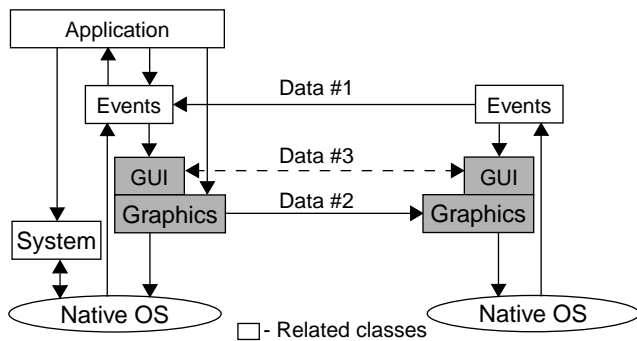 Application
Data #1
Events
Events
Data #3
GUI
GUI
Data #2
Graphics
Graphics
System
Native OS
Native OS
- Related classes